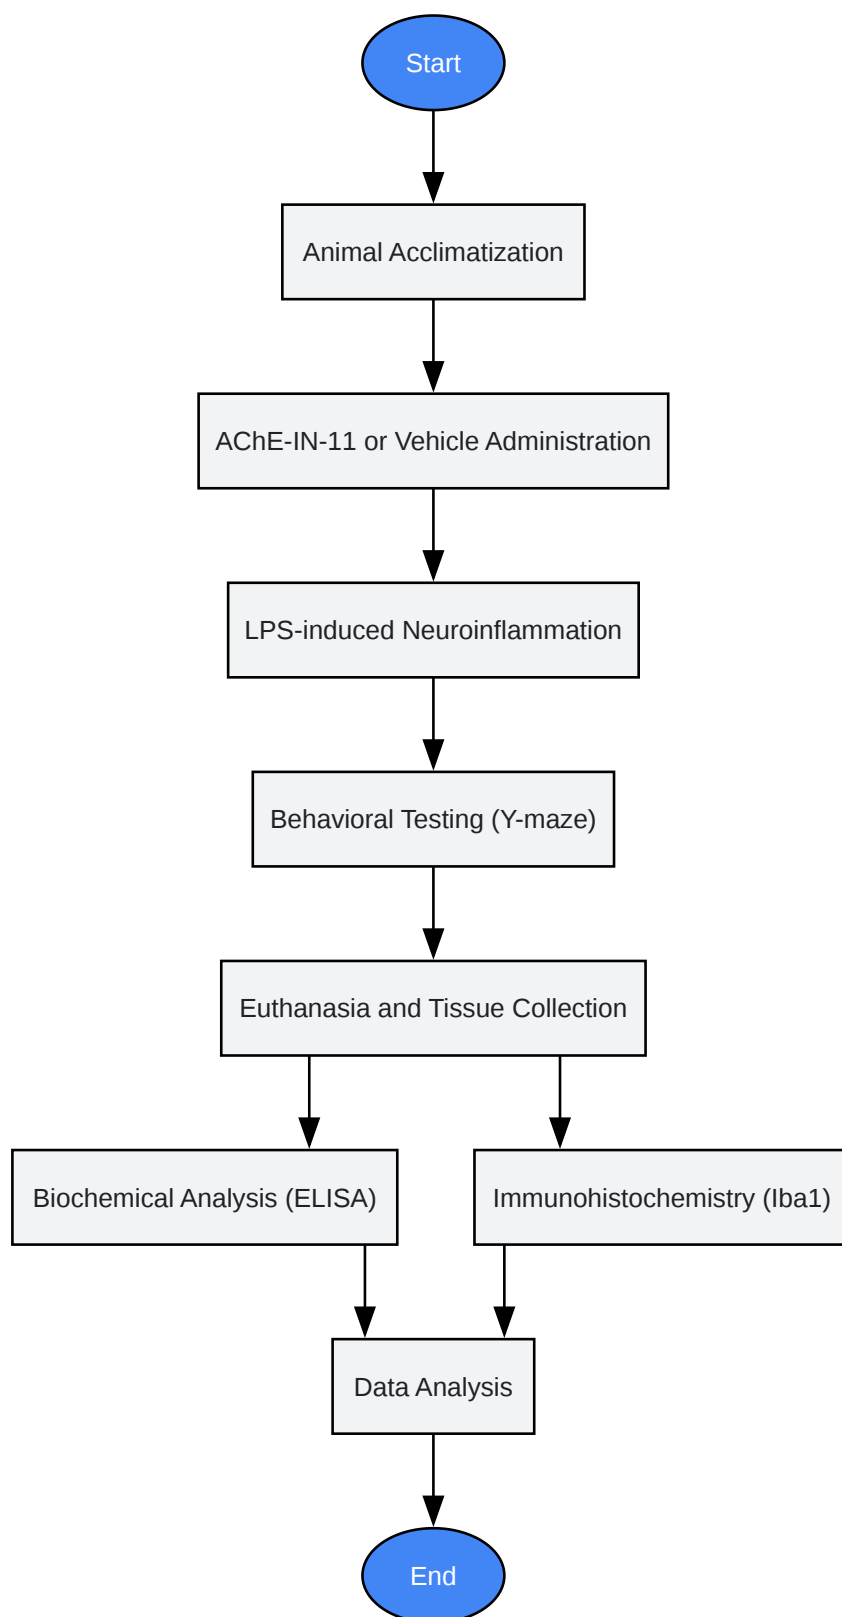 Start
Animal Acclimatization
AChE-IN-11 or Vehicle Administration
LPS-induced Neuroinflammation
Behavioral Testing (Y-maze)
Euthanasia and Tissue Collection
Biochemical Analysis (ELISA)
Immunohistochemistry (Iba1)
Data Analysis
End